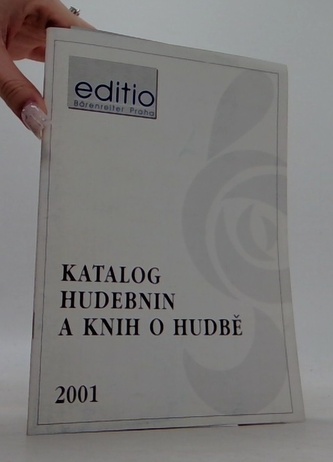 editio
Bärenreiter Praha
KATALOG
HUDEBNIN
A KNIH O HUDBĚ
2001